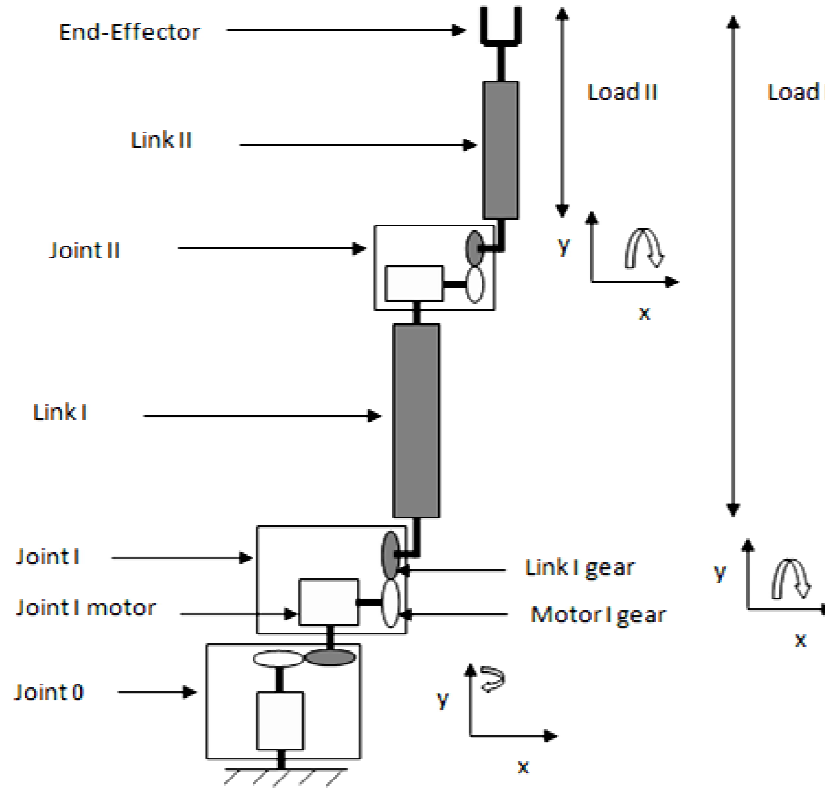 End-Effector
Load II
Load I
Link II
Joint II
y
x
Link I
Joint I
Link I gear
y
Joint I motor
Motor I gear
x
Joint 0
y
x